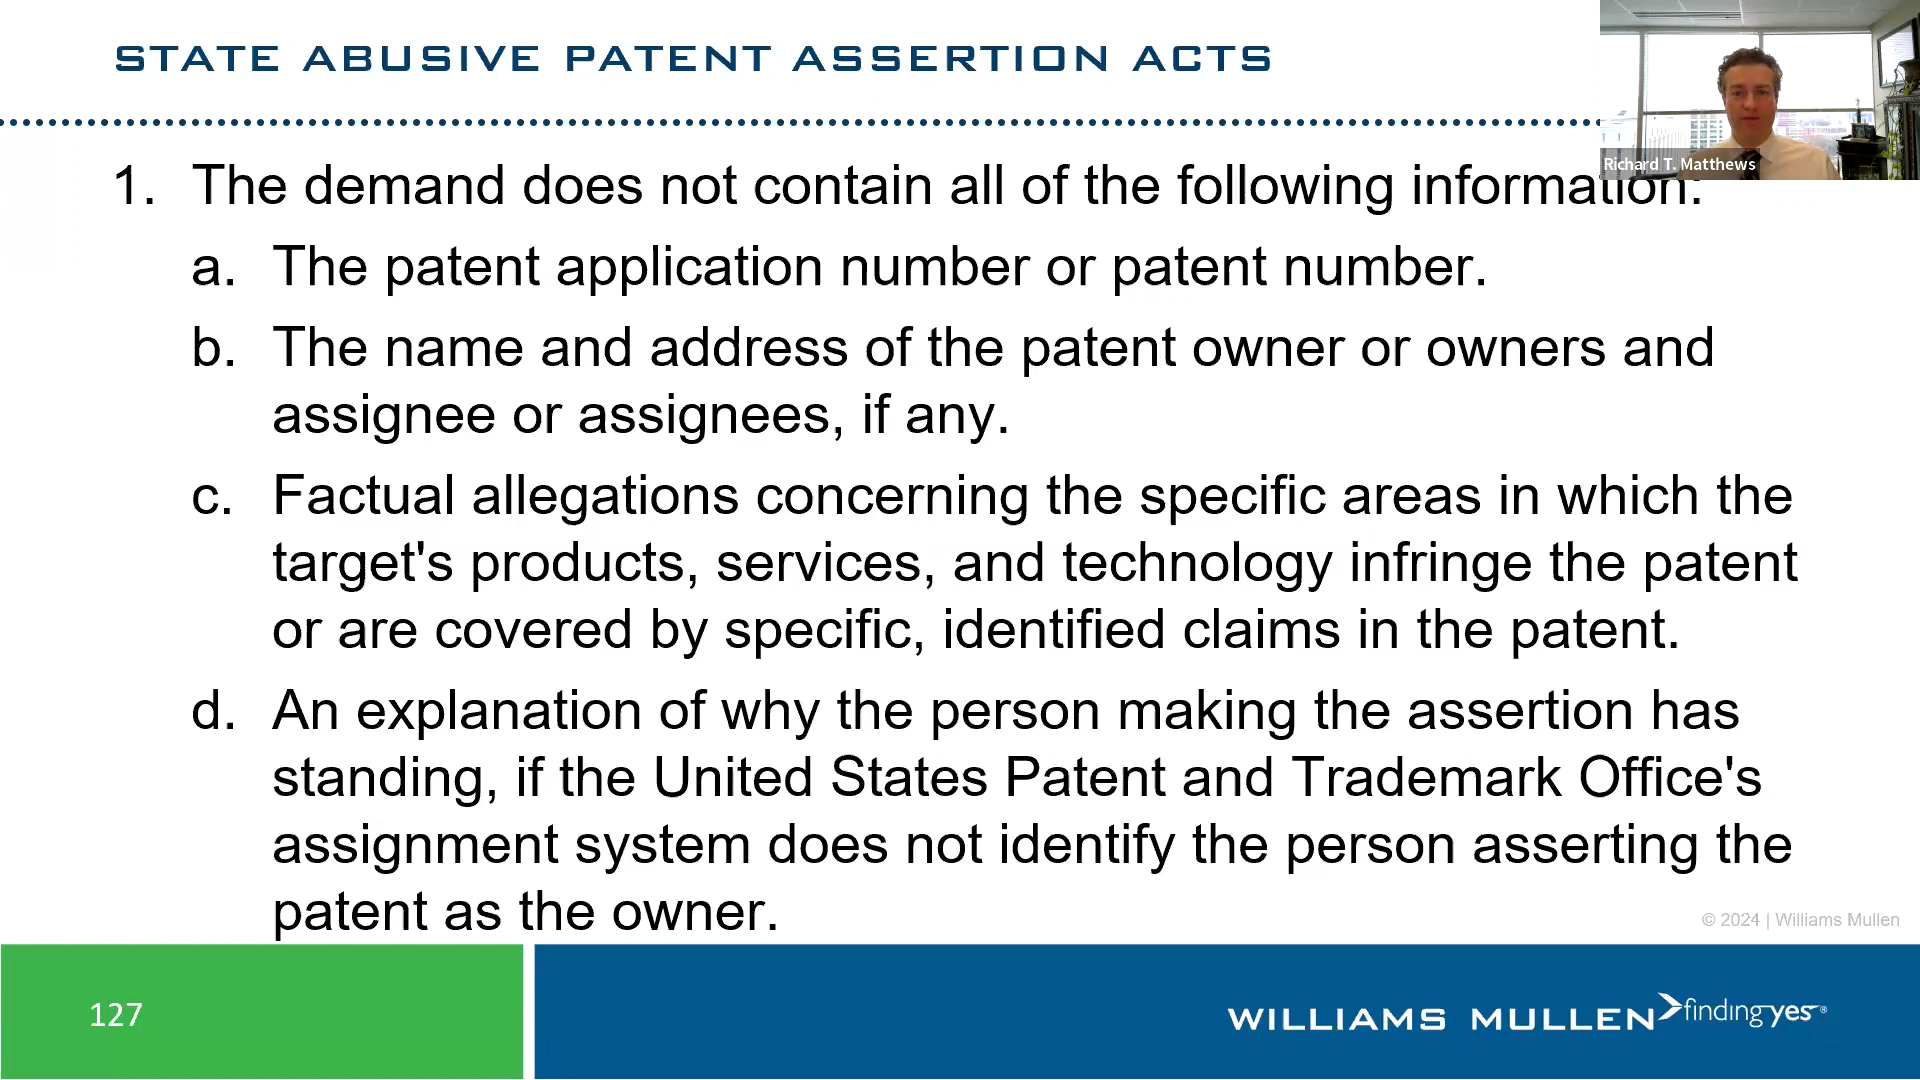 STATE ABUSIVE PATENT ASSERTION ACTS
Richard T. Matthews
1. The demand does not contain all of the following information:
a. The patent application number or patent number.
b. The name and address of the patent owner or owners and
assignee or assignees, if any.
c. Factual allegations concerning the specific areas in which the
target's products, services, and technology infringe the patent
or are covered by specific, identified claims in the patent.
d. An explanation of why the person making the assertion has
standing, if the United States Patent and Trademark Office's
assignment system does not identify the person asserting the
patent as the owner.
© 2024 | Williams Mullen
127
WILLIAMS MULLEN findingyes®